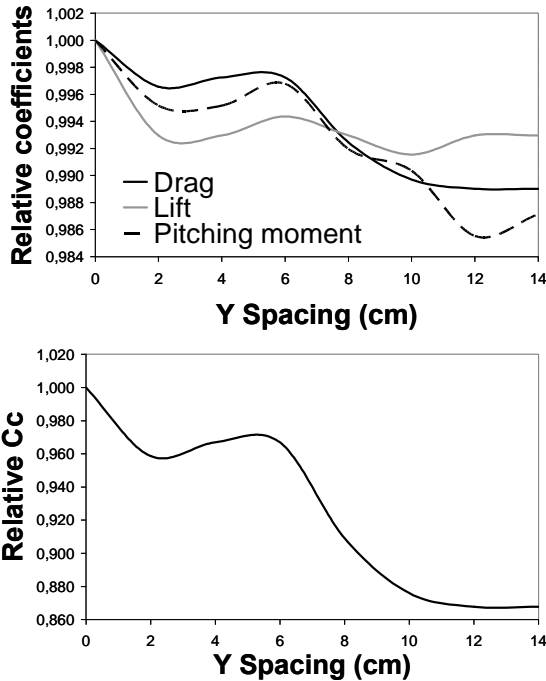 Relative coefficients
1,002
1,000
0,998
0,996
0,994
0,992
0,990
0,988
0,986
0,984
Drag
Lift
Pitching moment
0 2 4 6 8 10 12 14
Y Spacing (cm)
Relative Cc
1,020
1,000
0,980
0,960
0,940
0,920
0,900
0,880
0,860
0 2 4 6 8 10 12 14
Y Spacing (cm)